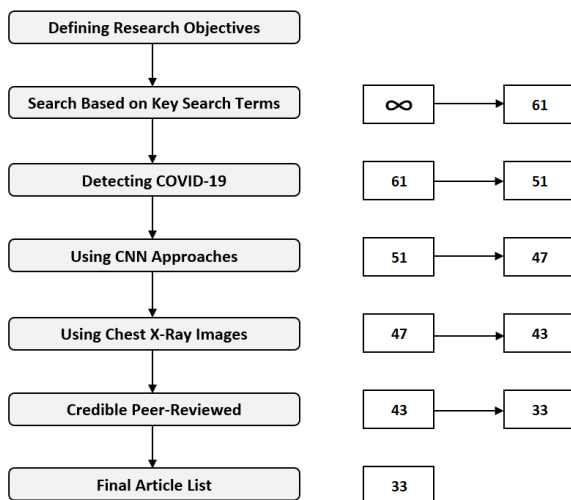 Defining Research Objectives
Search Based on Key Search Terms
∞ 61
Detecting COVID-19
61 51
Using CNN Approaches
51 47
Using Chest X-Ray Images
47 43
Credible Peer-Reviewed
43 33
Final Article List
33